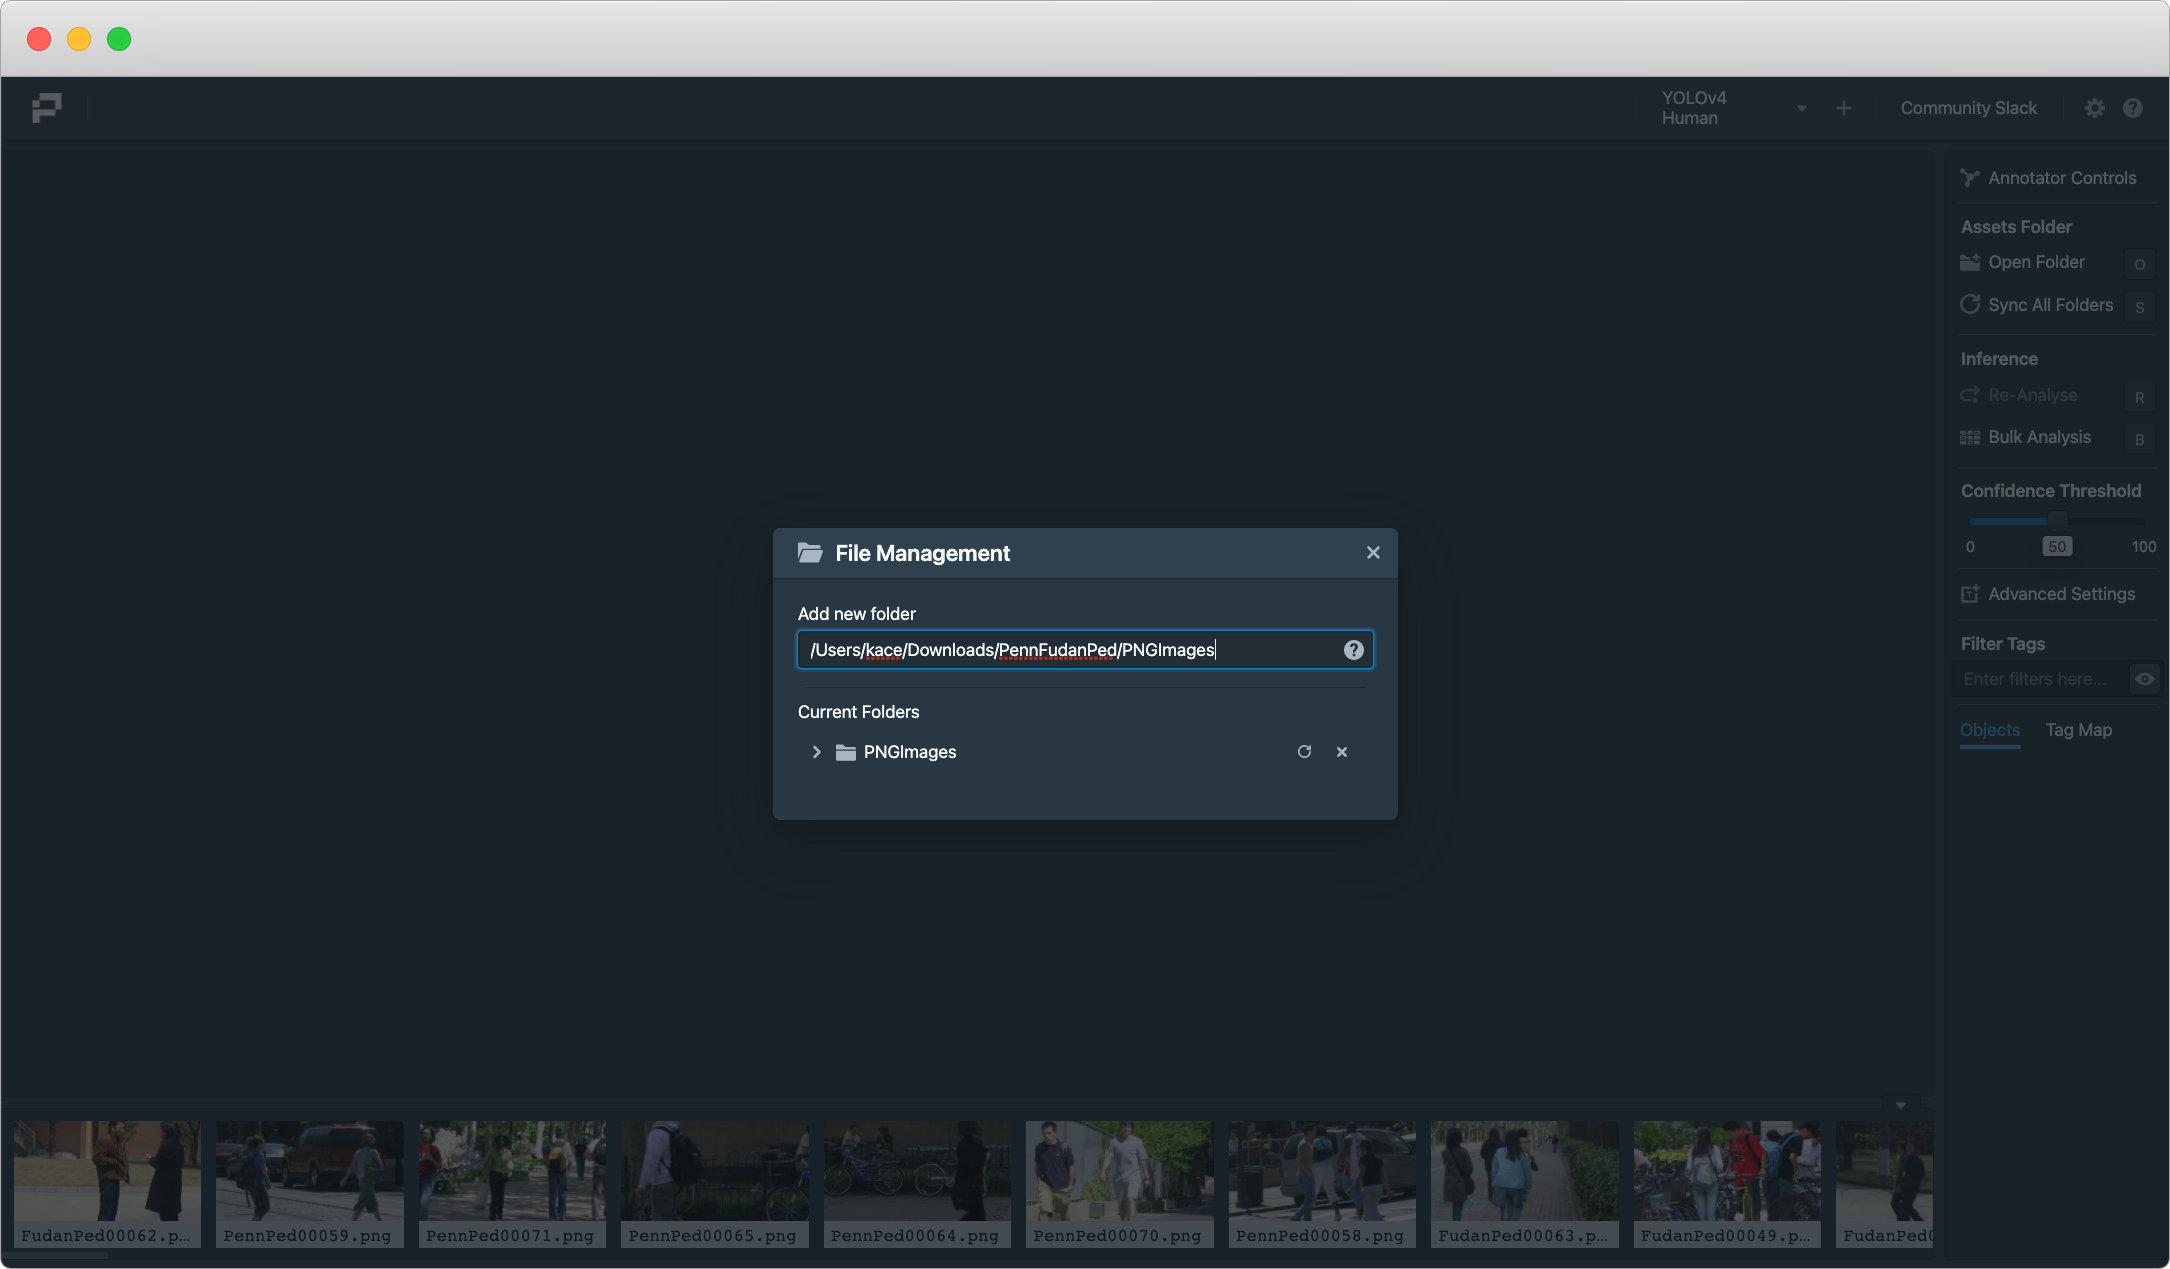 YOLOv4
Human
Community Slack
Annotator Controls
Assets Folder
Open Folder O
Sync All Folders S
Inference
Re-Analyse R
Bulk Analysis B
Confidence Threshold
0 50 100
Advanced Settings
Filter Tags
Enter filters here...
Objects Tag Map
File Management
Add new folder
/Users/kace/Downloads/PennFudanPed/PNGImages
Current Folders
PNGImages
FudanPed00062.p... PennPed00059.png PennPed00071.png PennPed00065.png PennPed00064.png PennPed00070.png PennPed00058.png FudanPed00063.p... FudanPed00049.p...